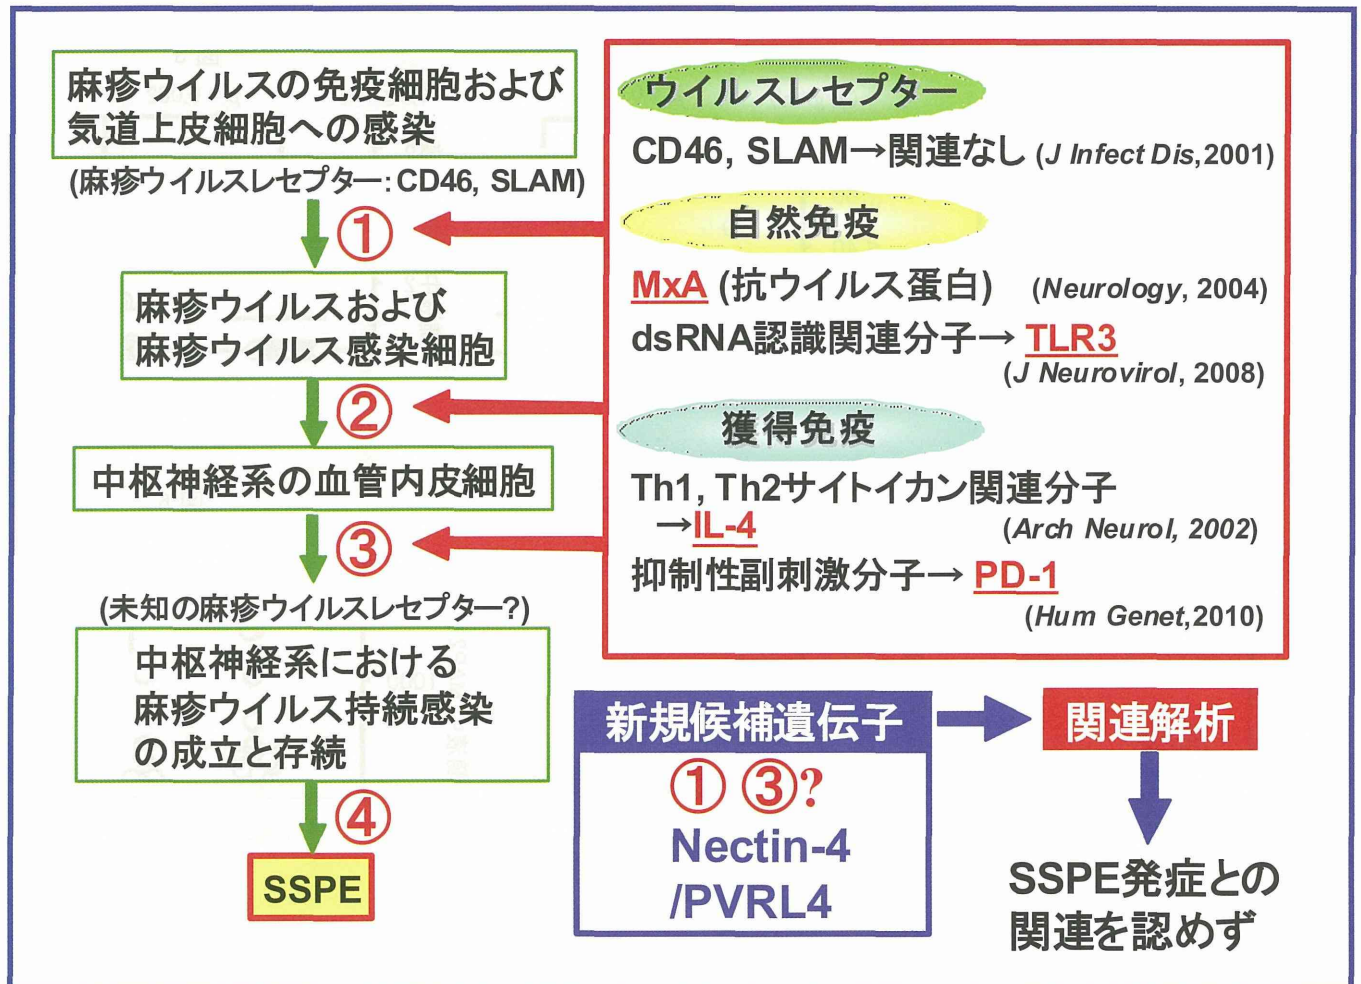 麻疹ウイルスの免疫細胞および
気道上皮細胞への感染
(麻疹ウイルスレセプター:CD46, SLAM)
①
麻疹ウイルスおよび
麻疹ウイルス感染細胞
②
中枢神経系の血管内皮細胞
③
(未知の麻疹ウイルスレセプター?)
中枢神経系における
麻疹ウイルス持続感染
の成立と存続
④
SSPE
ウイルスレセプター
CD46, SLAM→関連なし (J Infect Dis,2001)
自然免疫
MxA (抗ウイルス蛋白) (Neurology, 2004)
dsRNA認識関連分子→ TLR3
(J Neurovirol, 2008)
獲得免疫
Th1, Th2サイトイカン関連分子
→IL-4 (Arch Neurol, 2002)
抑制性副刺激分子→ PD-1
(Hum Genet,2010)
新規候補遺伝子
① ③?
Nectin-4
/PVRL4
関連解析
SSPE発症との
関連を認めず